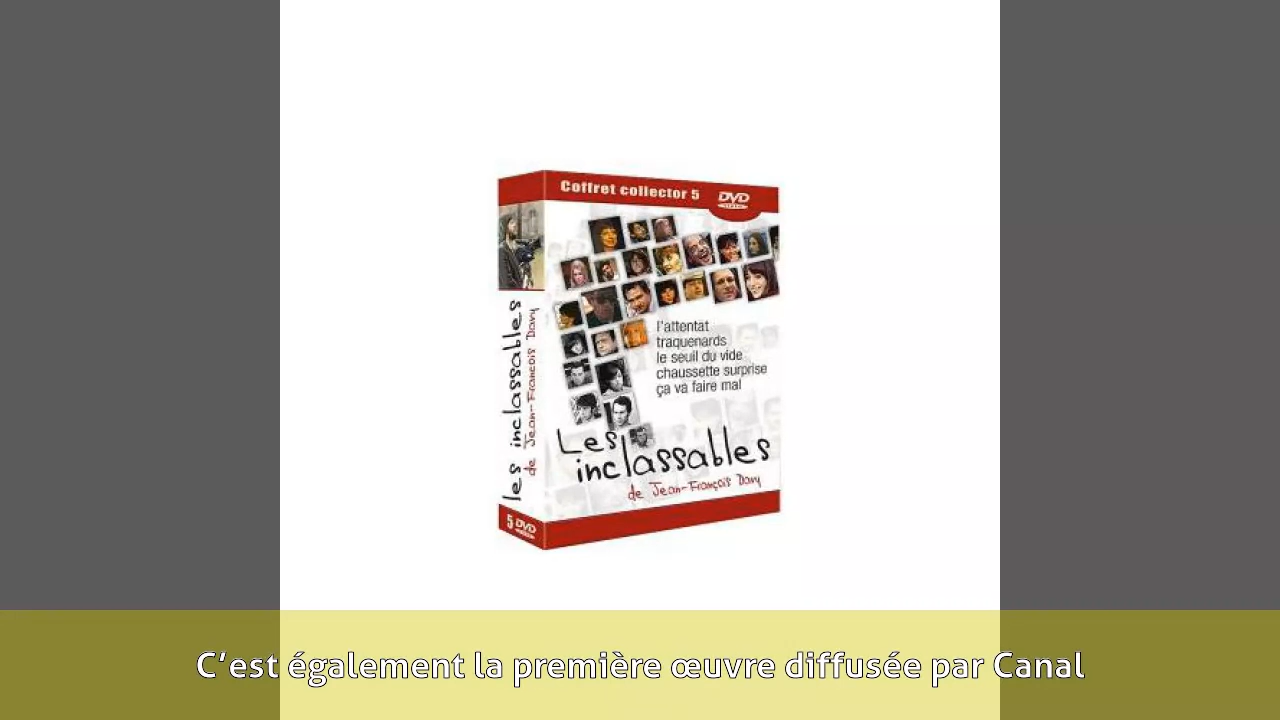 Coffret collector 5 DVD
VIDEO
l'attentat
traquenards
le seuil du vide
chaussette surprise
ça va faire mal
Les
inclassables
de Jean-François Davy
les inclassables
de Jean-François Davy
5 DVD
C’est également la première œuvre diffusée par Canal